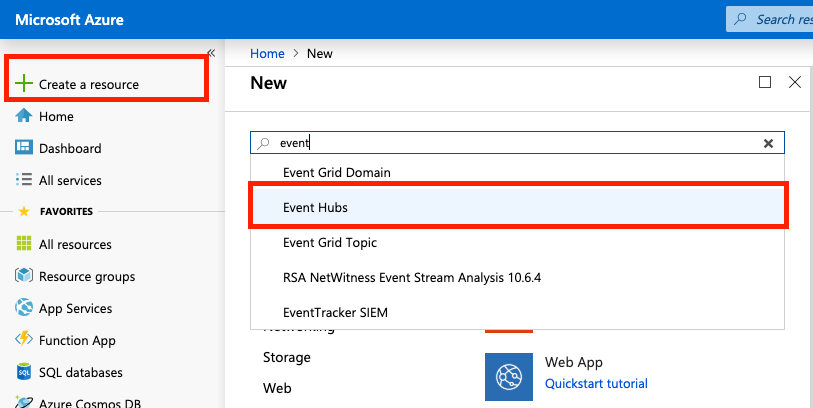 Microsoft Azure
Search res
«
Create a resource
Home
Dashboard
All services
FAVORITES
All resources
Resource groups
App Services
Function App
SQL databases
Azure Cosmos DB
Home > New
New
event
Event Grid Domain
Event Hubs
Event Grid Topic
RSA NetWitness Event Stream Analysis 10.6.4
EventTracker SIEM
Networking
Storage
Web
Web App
Quickstart tutorial